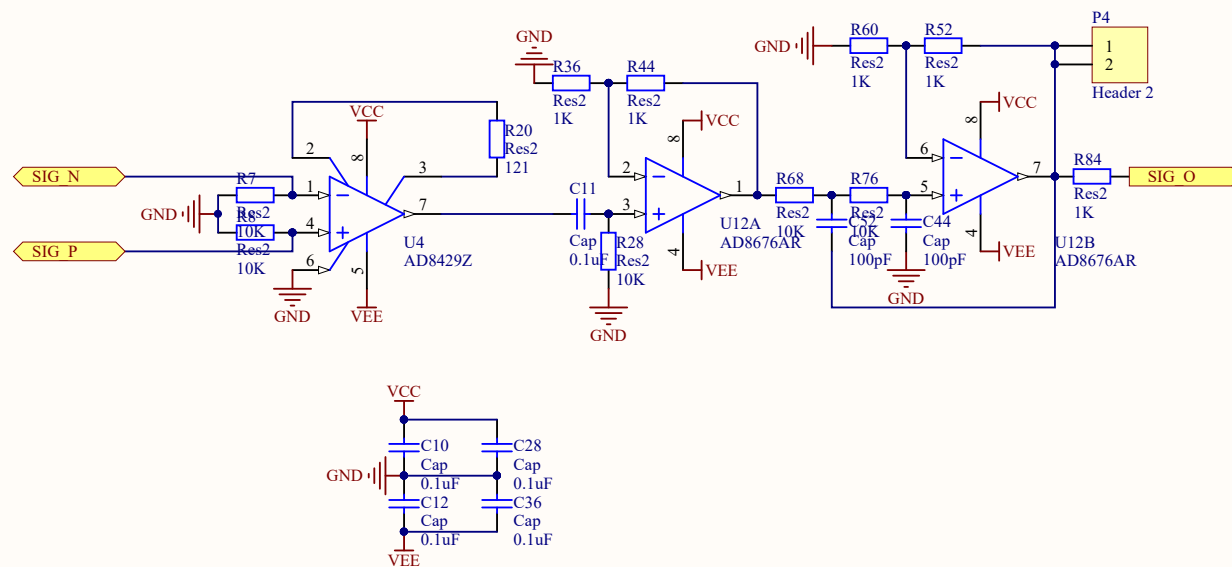 P4
1
2
Header 2
GND
R60
Res2
1K
R52
Res2
1K
GND
R36
Res2
1K
R44
Res2
1K
VCC
8
R20
Res2
121
2
3
SIG_N
R7
Res2
10K
1
GND
R8
Res2
10K
4
SIG_P
6
GND
5
VEE
7
U4
AD8429Z
C11
Cap
0.1uF
R28
Res2
10K
GND
VCC
8
2
3
1
4
VEE
U12A
AD8676AR
R68
Res2
10K
R76
Res2
10K
C52
Cap
100pF
C44
Cap
100pF
GND
VCC
8
6
5
7
4
VEE
U12B
AD8676AR
R84
Res2
1K
SIG_O
VCC
C10
Cap
0.1uF
C28
Cap
0.1uF
GND
C12
Cap
0.1uF
C36
Cap
0.1uF
VEE